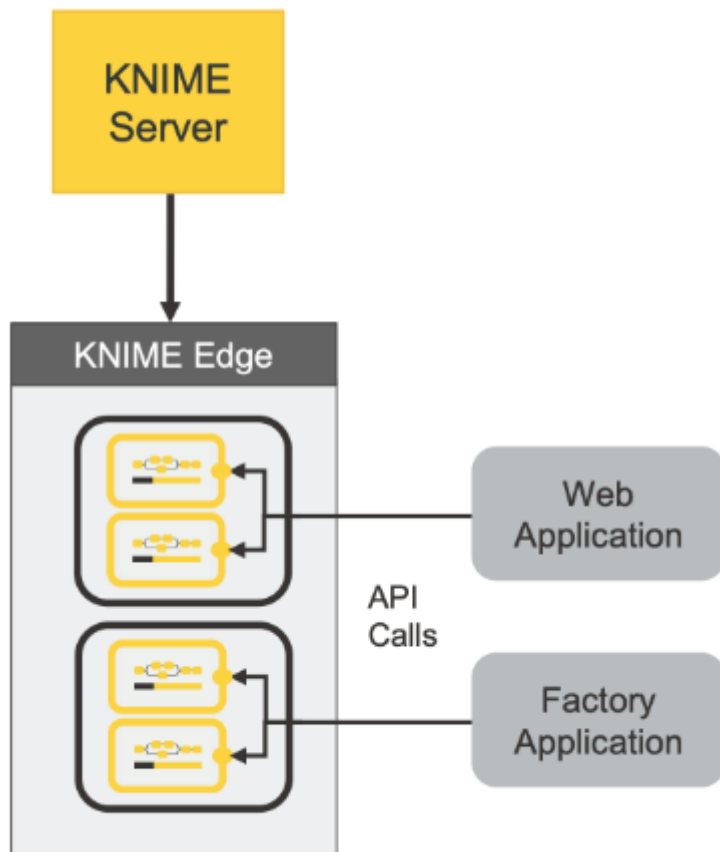 KNIME
Server
KNIME Edge
Web
Application
API
Calls
Factory
Application